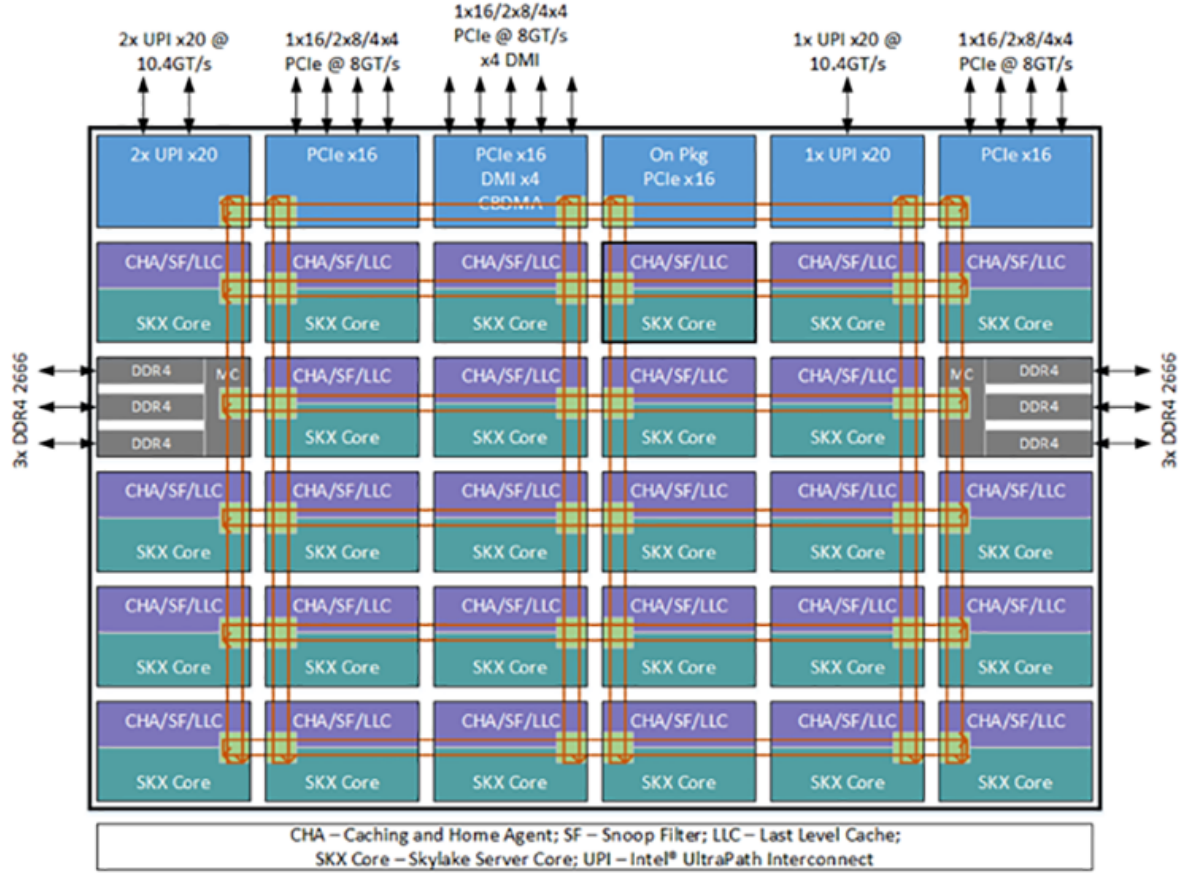 2x UPI x20 @
10.4GT/s
1x16/2x8/4x4
PCIe @ 8GT/s
1x16/2x8/4x4
PCIe @ 8GT/s
x4 DMI
1x UPI x20 @
10.4GT/s
1x16/2x8/4x4
PCIe @ 8GT/s
2x UPI x20
PCIe x16
PCIe x16
DMI x4
CBDMA
On Pkg
PCIe x16
1x UPI x20
PCIe x16
CHA/SF/LLC
SKX Core
CHA/SF/LLC
SKX Core
CHA/SF/LLC
SKX Core
CHA/SF/LLC
SKX Core
CHA/SF/LLC
SKX Core
CHA/SF/LLC
SKX Core
3x DDR4 2666
DDR4
DDR4
DDR4
MC
CHA/SF/LLC
SKX Core
CHA/SF/LLC
SKX Core
CHA/SF/LLC
SKX Core
CHA/SF/LLC
SKX Core
MC
DDR4
DDR4
DDR4
3x DDR4 2666
CHA/SF/LLC
SKX Core
CHA/SF/LLC
SKX Core
CHA/SF/LLC
SKX Core
CHA/SF/LLC
SKX Core
CHA/SF/LLC
SKX Core
CHA/SF/LLC
SKX Core
CHA/SF/LLC
SKX Core
CHA/SF/LLC
SKX Core
CHA/SF/LLC
SKX Core
CHA/SF/LLC
SKX Core
CHA/SF/LLC
SKX Core
CHA/SF/LLC
SKX Core
CHA/SF/LLC
SKX Core
CHA/SF/LLC
SKX Core
CHA/SF/LLC
SKX Core
CHA/SF/LLC
SKX Core
CHA/SF/LLC
SKX Core
CHA/SF/LLC
SKX Core
CHA – Caching and Home Agent; SF – Snoop Filter; LLC – Last Level Cache;
SKX Core – Skylake Server Core; UPI – Intel® UltraPath Interconnect